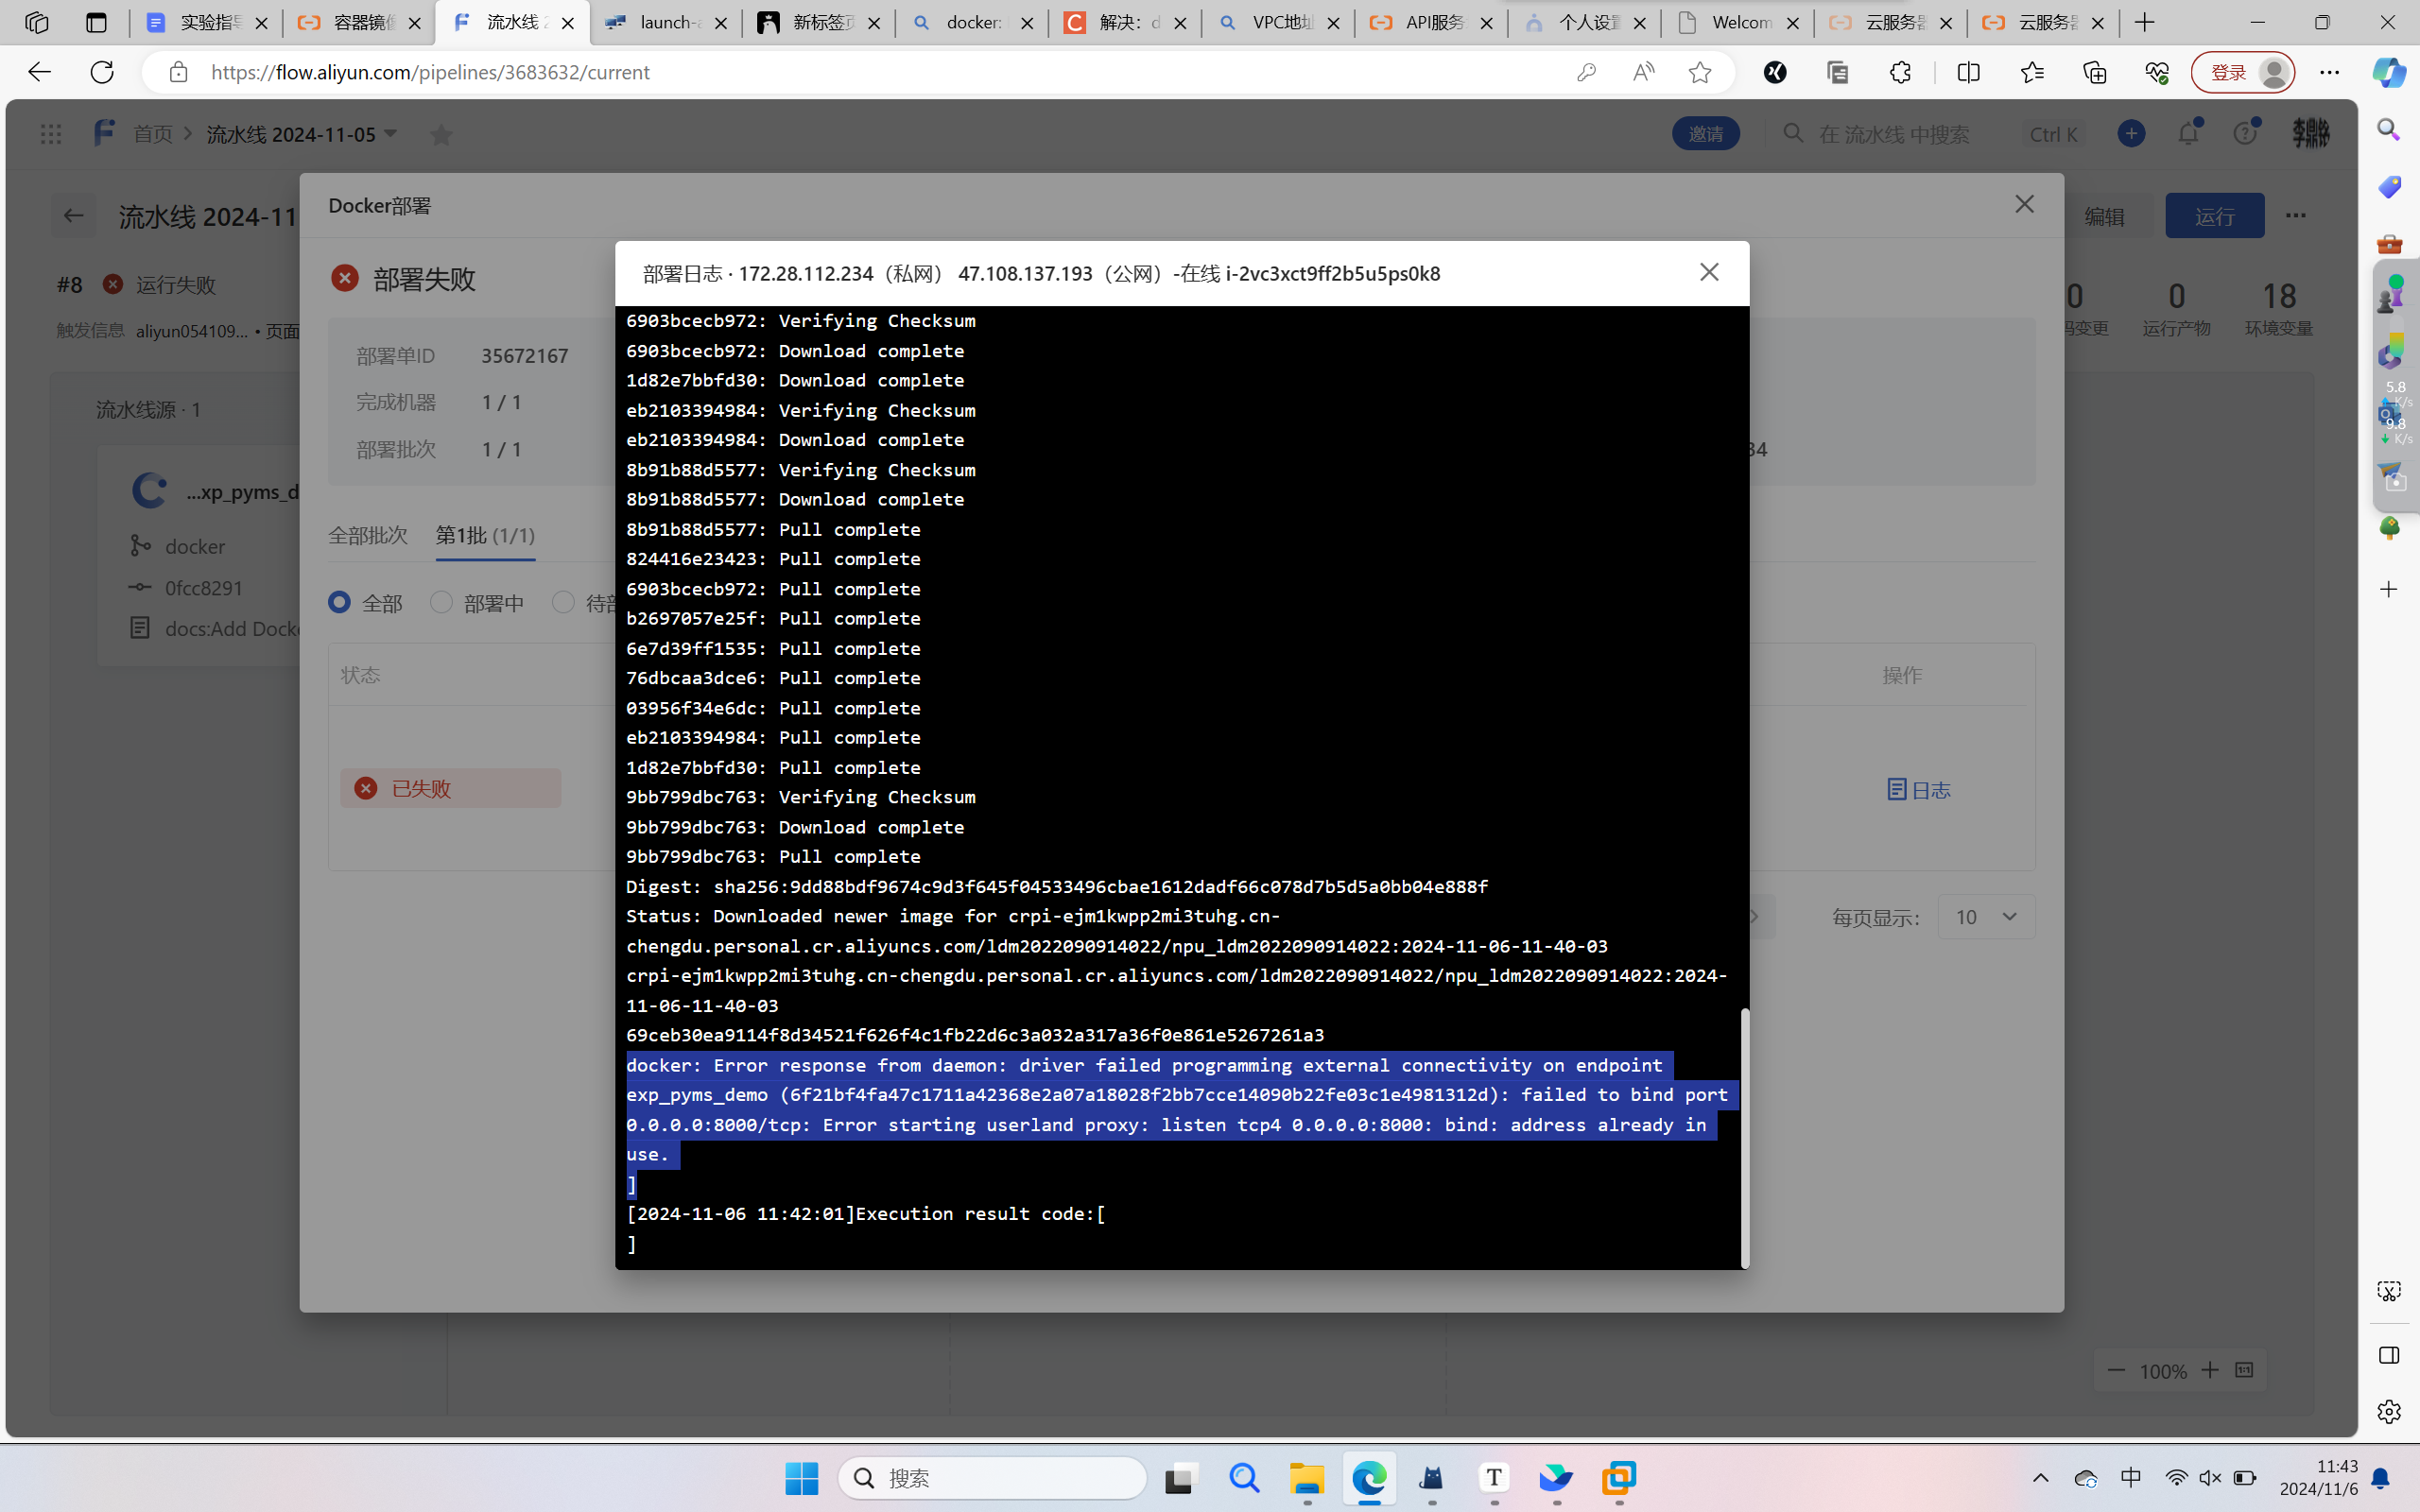 实验指导
容器镜像
流水线 2
launch-a
新标签页
docker:
解决：d
VPC地址
API服务
个人设置
Welcom
云服务器
云服务器
https://flow.aliyun.com/pipelines/3683632/current
登录
首页
流水线 2024-11-05
邀请
在 流水线 中搜索
Ctrl K
李鼎铭
流水线 2024-11
编辑
运行
#8
运行失败
0
0
18
触发信息
aliyun054109... • 页面
码变更
运行产物
环境变量
流水线源 · 1
...xp_pyms_d
docker
0fcc8291
docs:Add Docke
Docker部署
部署失败
部署单ID
35672167
完成机器
1 / 1
部署批次
1 / 1
34
全部批次
第1批 (1/1)
全部
部署中
待部
状态
操作
已失败
日志
每页显示：
10
部署日志 · 172.28.112.234（私网） 47.108.137.193（公网）-在线 i-2vc3xct9ff2b5u5ps0k8
6903bcecb972: Verifying Checksum
6903bcecb972: Download complete
1d82e7bbfd30: Download complete
eb2103394984: Verifying Checksum
eb2103394984: Download complete
8b91b88d5577: Verifying Checksum
8b91b88d5577: Download complete
8b91b88d5577: Pull complete
824416e23423: Pull complete
6903bcecb972: Pull complete
b2697057e25f: Pull complete
6e7d39ff1535: Pull complete
76dbcaa3dce6: Pull complete
03956f34e6dc: Pull complete
eb2103394984: Pull complete
1d82e7bbfd30: Pull complete
9bb799dbc763: Verifying Checksum
9bb799dbc763: Download complete
9bb799dbc763: Pull complete
Digest: sha256:9dd88bdf9674c9d3f645f04533496cbae1612dadf66c078d7b5d5a0bb04e888f
Status: Downloaded newer image for crpi-ejm1kwpp2mi3tuhg.cn-
chengdu.personal.cr.aliyuncs.com/ldm2022090914022/npu_ldm2022090914022:2024-11-06-11-40-03
crpi-ejm1kwpp2mi3tuhg.cn-chengdu.personal.cr.aliyuncs.com/ldm2022090914022/npu_ldm2022090914022:2024-
11-06-11-40-03
69ceb30ea9114f8d34521f626f4c1fb22d6c3a032a317a36f0e861e5267261a3
docker: Error response from daemon: driver failed programming external connectivity on endpoint
exp_pyms_demo (6f21bf4fa47c1711a42368e2a07a18028f2bb7cce14090b22fe03c1e4981312d): failed to bind port
0.0.0.0:8000/tcp: Error starting userland proxy: listen tcp4 0.0.0.0:8000: bind: address already in
use.
]
[2024-11-06 11:42:01]Execution result code:[
]
100%
5.8
K/s
9.8
K/s
搜索
中
11:43
2024/11/6